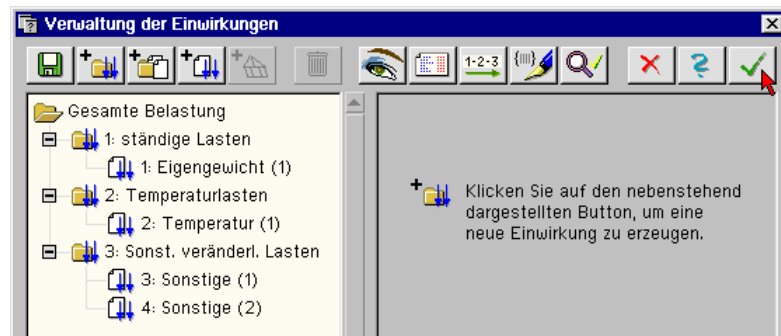 Verwaltung der Einwirkungen
1-2-3
Gesamte Belastung
1: ständige Lasten
1: Eigengewicht (1)
2: Temperaturlasten
2: Temperatur (1)
3: Sonst. veränderl. Lasten
3: Sonstige (1)
4: Sonstige (2)
Klicken Sie auf den nebenstehend
dargestellten Button, um eine
neue Einwirkung zu erzeugen.